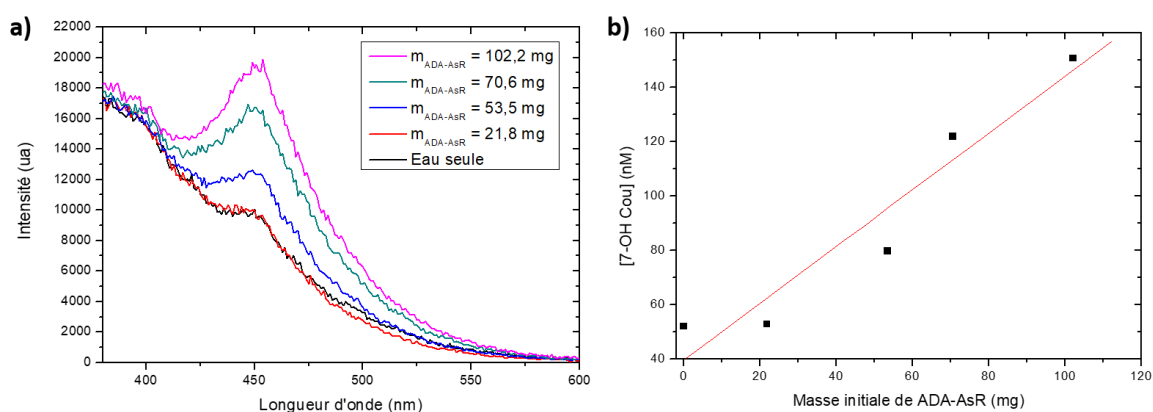 a)
22000
20000
18000
16000
14000
12000
10000
8000
6000
4000
2000
0
Intensité (ua)
m ADA-AsR = 102,2 mg
m ADA-AsR = 70,6 mg
m ADA-AsR = 53,5 mg
m ADA-AsR = 21,8 mg
Eau seule
400 450 500 550 600
Longueur d'onde (nm)
b)
160
140
120
100
80
60
40
[7-OH Cou] (nM)
0 20 40 60 80 100 120
Masse initiale de ADA-AsR (mg)